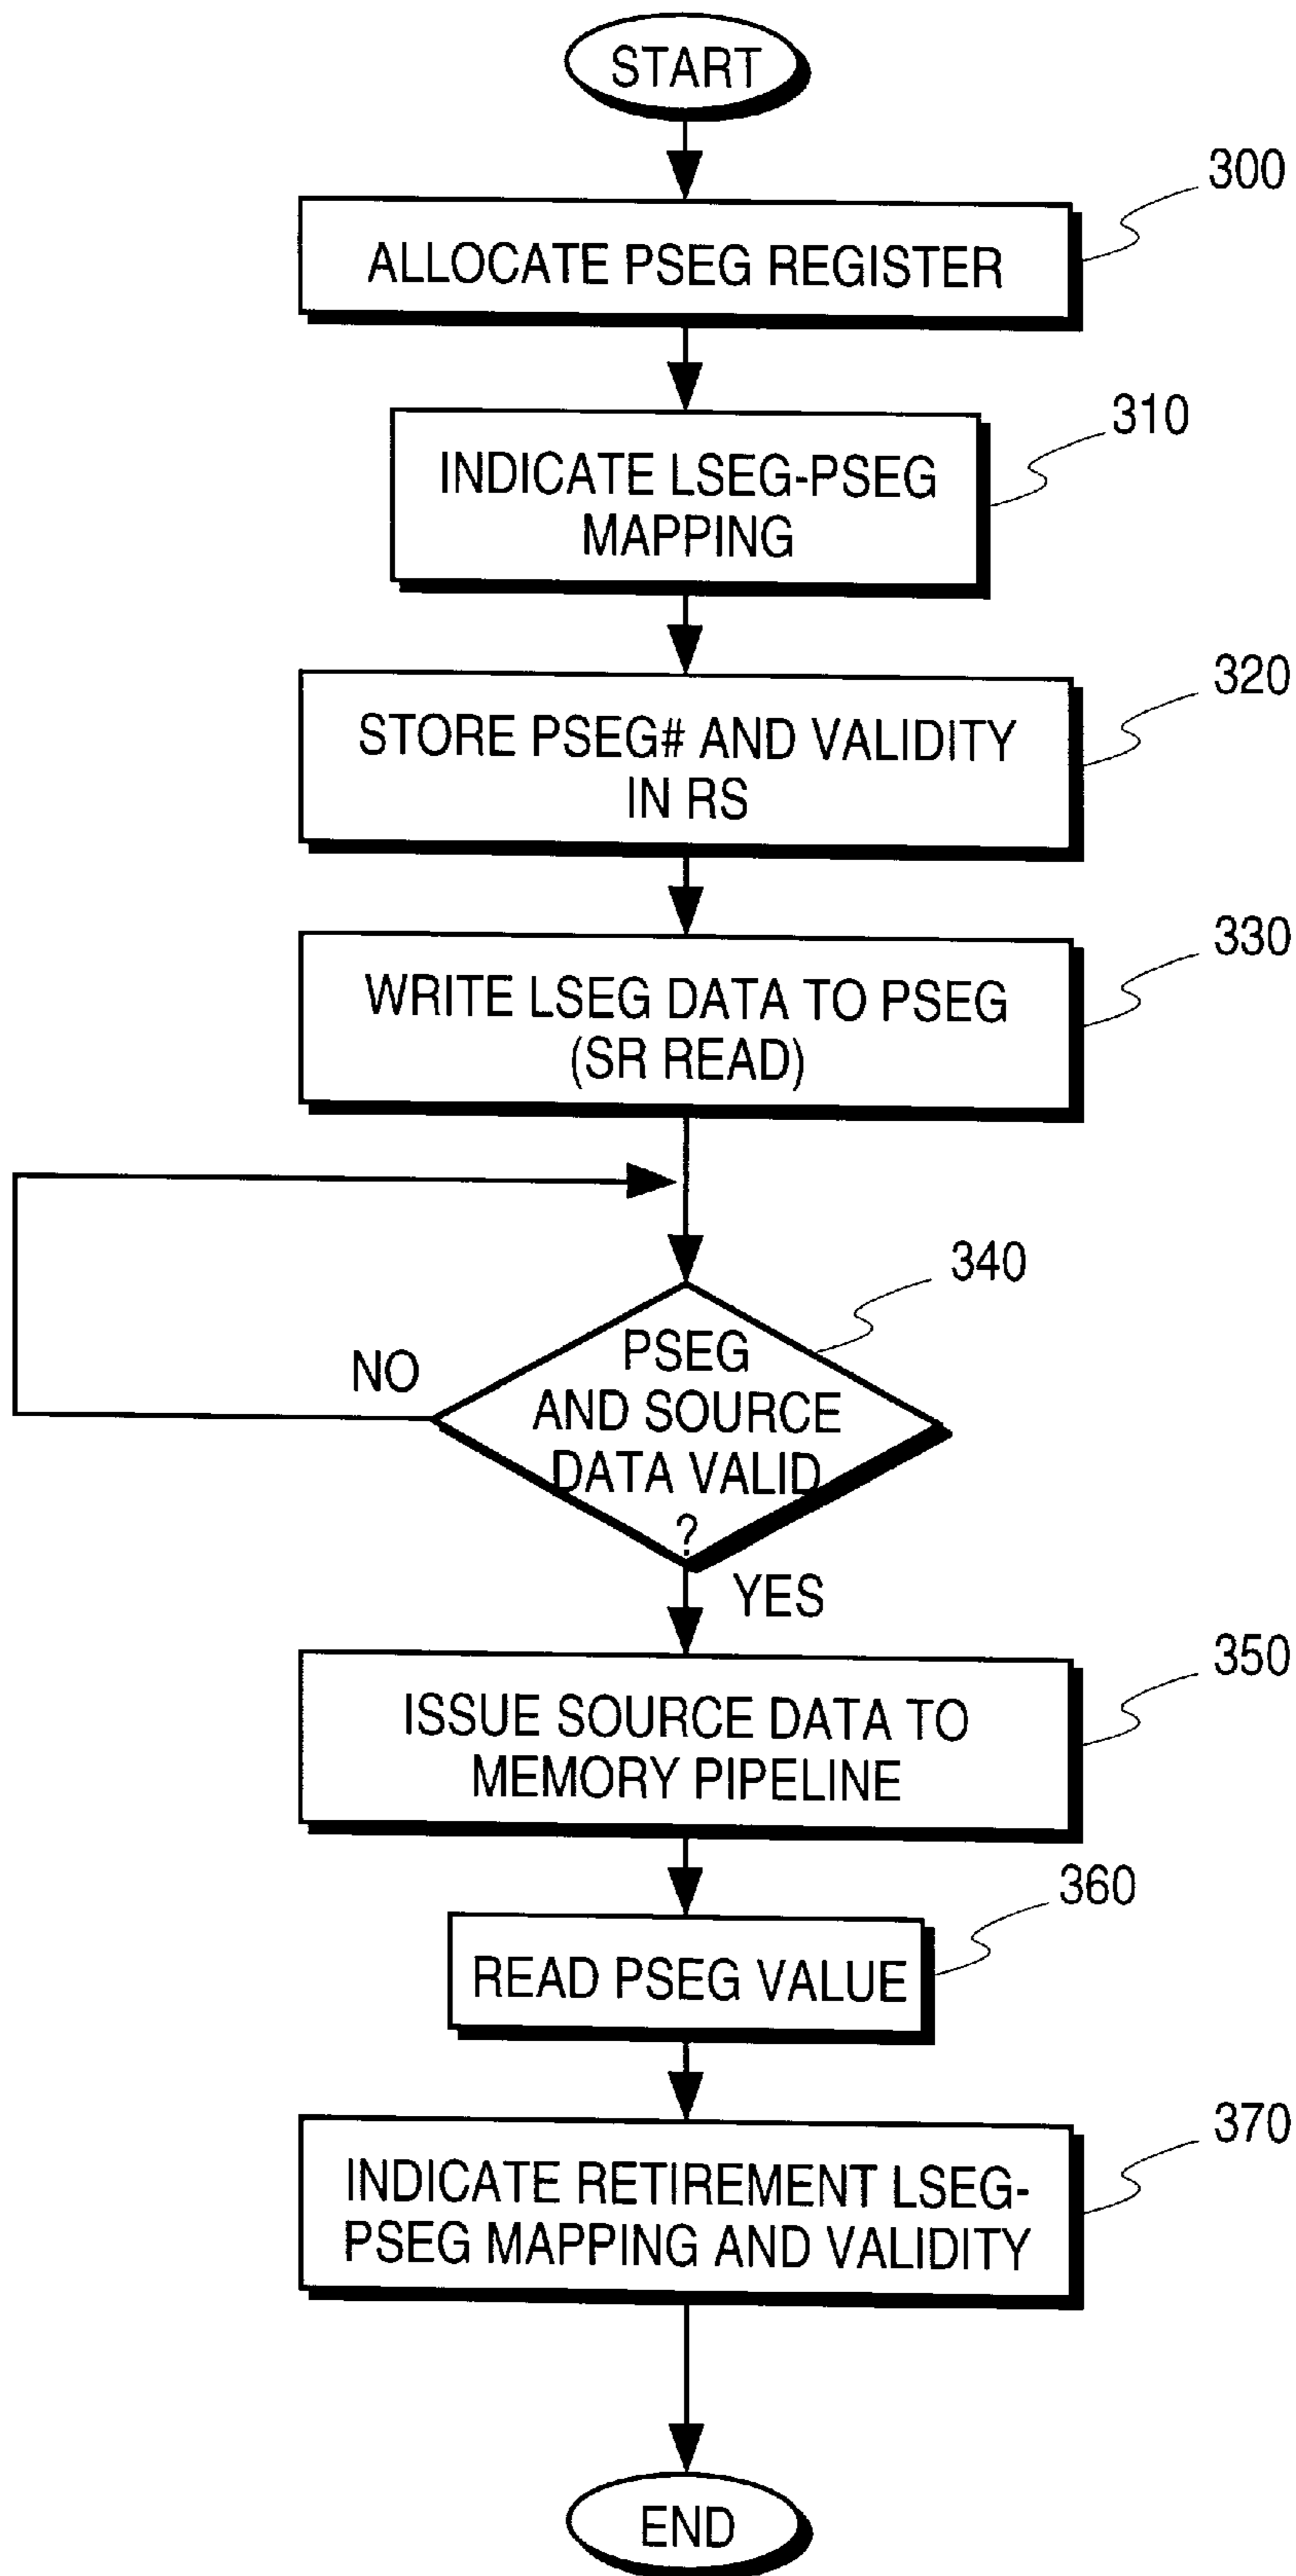 START
300
ALLOCATE PSEG REGISTER
310
INDICATE LSEG-PSEG
MAPPING
320
STORE PSEG# AND VALIDITY
IN RS
330
WRITE LSEG DATA TO PSEG
(SR READ)
340
PSEG
AND SOURCE
DATA VALID
?
NO
YES
350
ISSUE SOURCE DATA TO
MEMORY PIPELINE
360
READ PSEG VALUE
370
INDICATE RETIREMENT LSEG-
PSEG MAPPING AND VALIDITY
END